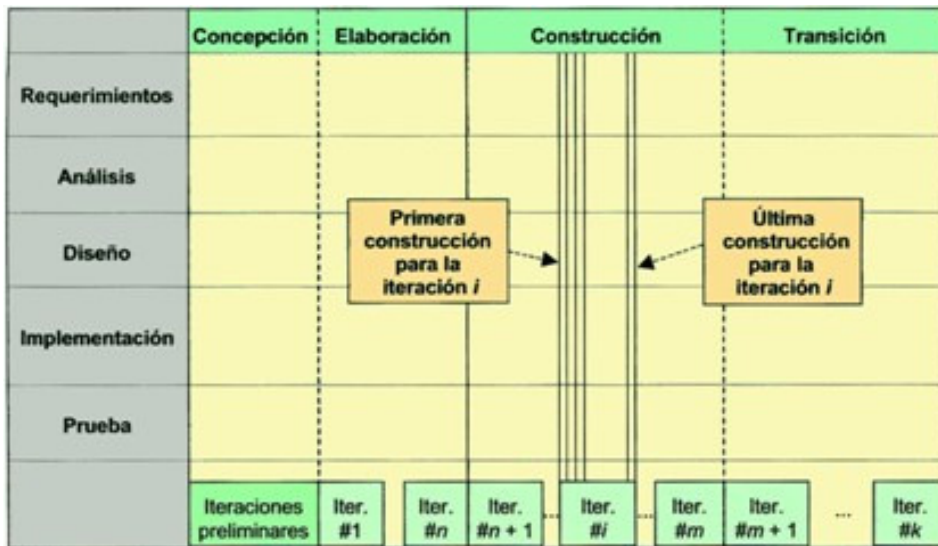 Concepción Elaboración Construcción Transición
Requerimientos
Análisis
Diseño
Implementación
Prueba
Primera
construcción
para la
iteración i
Última
construcción
para la
iteración i
Iteraciones
preliminares
Iter.
#1
Iter.
#n
Iter.
#n + 1
...
Iter.
#i
...
Iter.
#m
Iter.
#m + 1
...
Iter.
#k